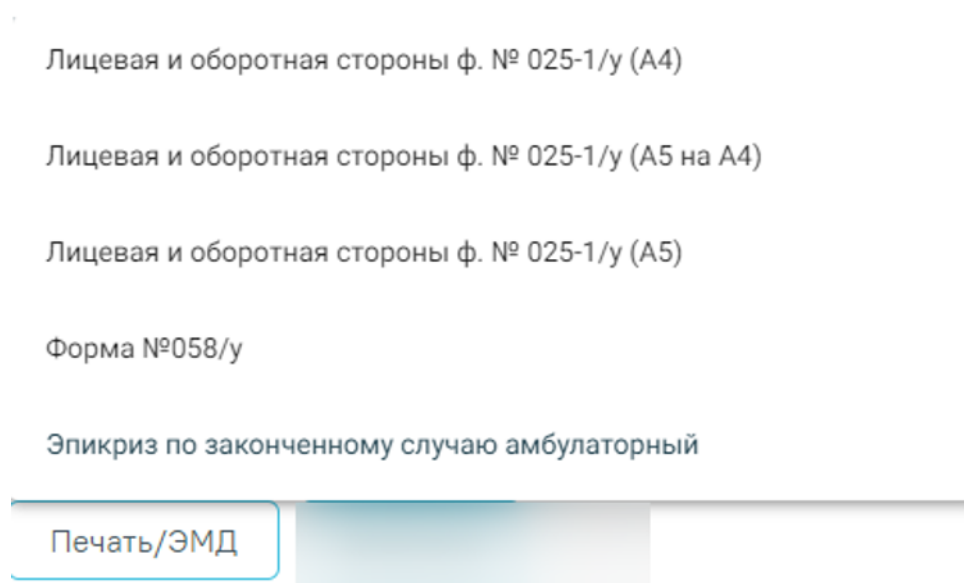 Лицевая и оборотная стороны ф. № 025-1/у (А4)
Лицевая и оборотная стороны ф. № 025-1/у (А5 на А4)
Лицевая и оборотная стороны ф. № 025-1/у (А5)
Форма №058/у
Эпикриз по законченному случаю амбулаторный
Печать/ЭМД